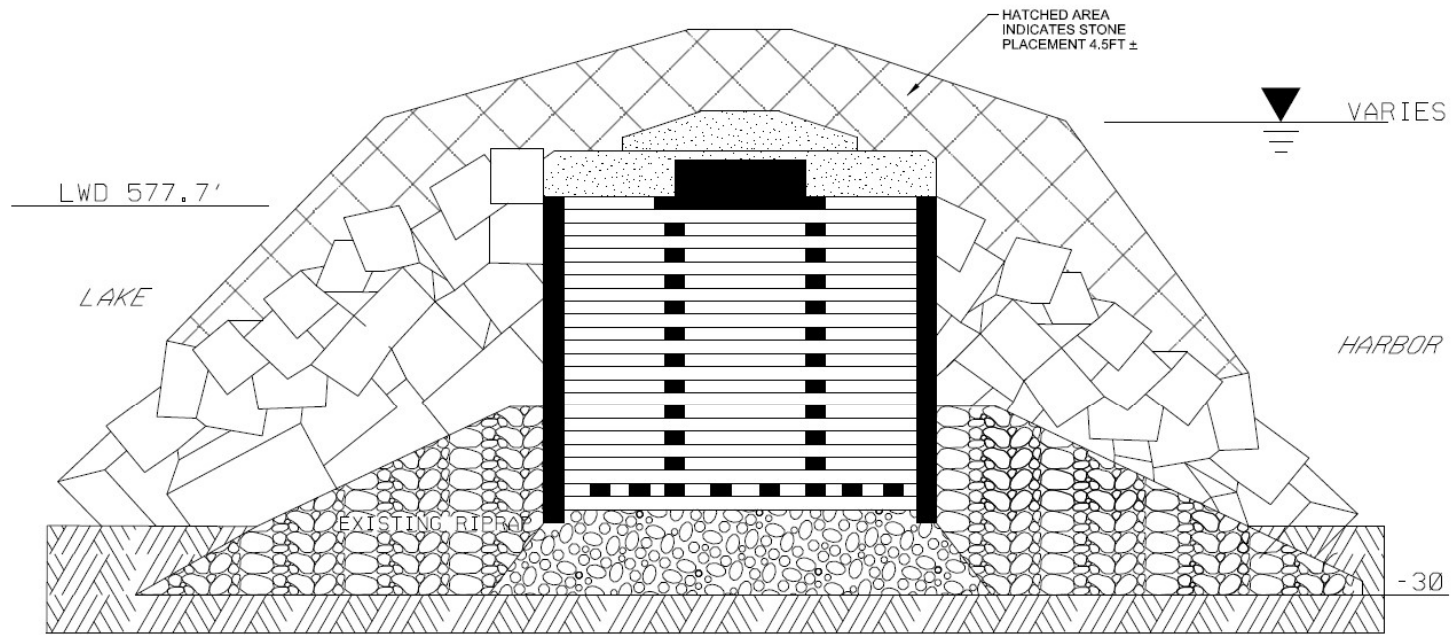 HATCHED AREA
INDICATES STONE
PLACEMENT 4.5FT ±
VARIES
LWD 577.7'
LAKE
HARBOR
EXISTING RIPRAP
-30